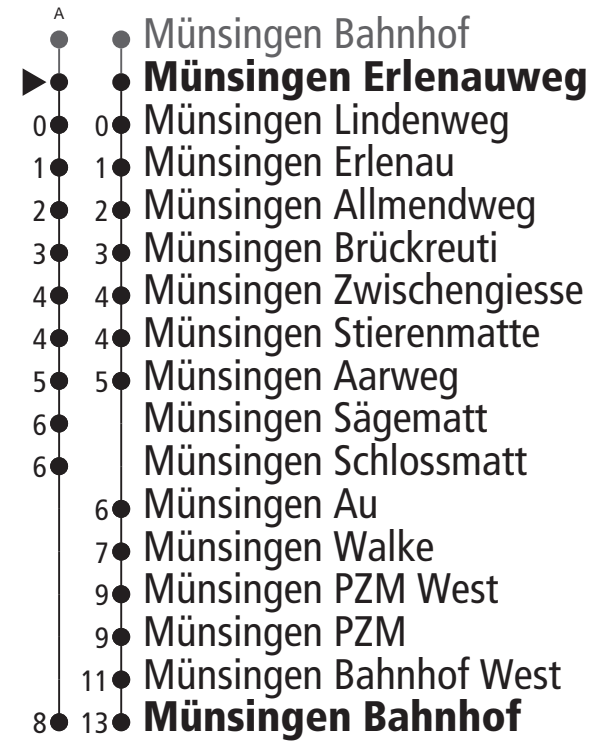 A
Münsingen Bahnhof
Münsingen Erlenauweg
0 0 Münsingen Lindenweg
1 1 Münsingen Erlenau
2 2 Münsingen Allmendweg
3 3 Münsingen Brückreuti
4 4 Münsingen Zwischengiesse
4 4 Münsingen Stierenmatte
5 5 Münsingen Aarweg
6 Münsingen Sägematt
6 Münsingen Schlossmatt
6 Münsingen Au
7 Münsingen Walke
9 Münsingen PZM West
9 Münsingen PZM
11 Münsingen Bahnhof West
8 13 Münsingen Bahnhof